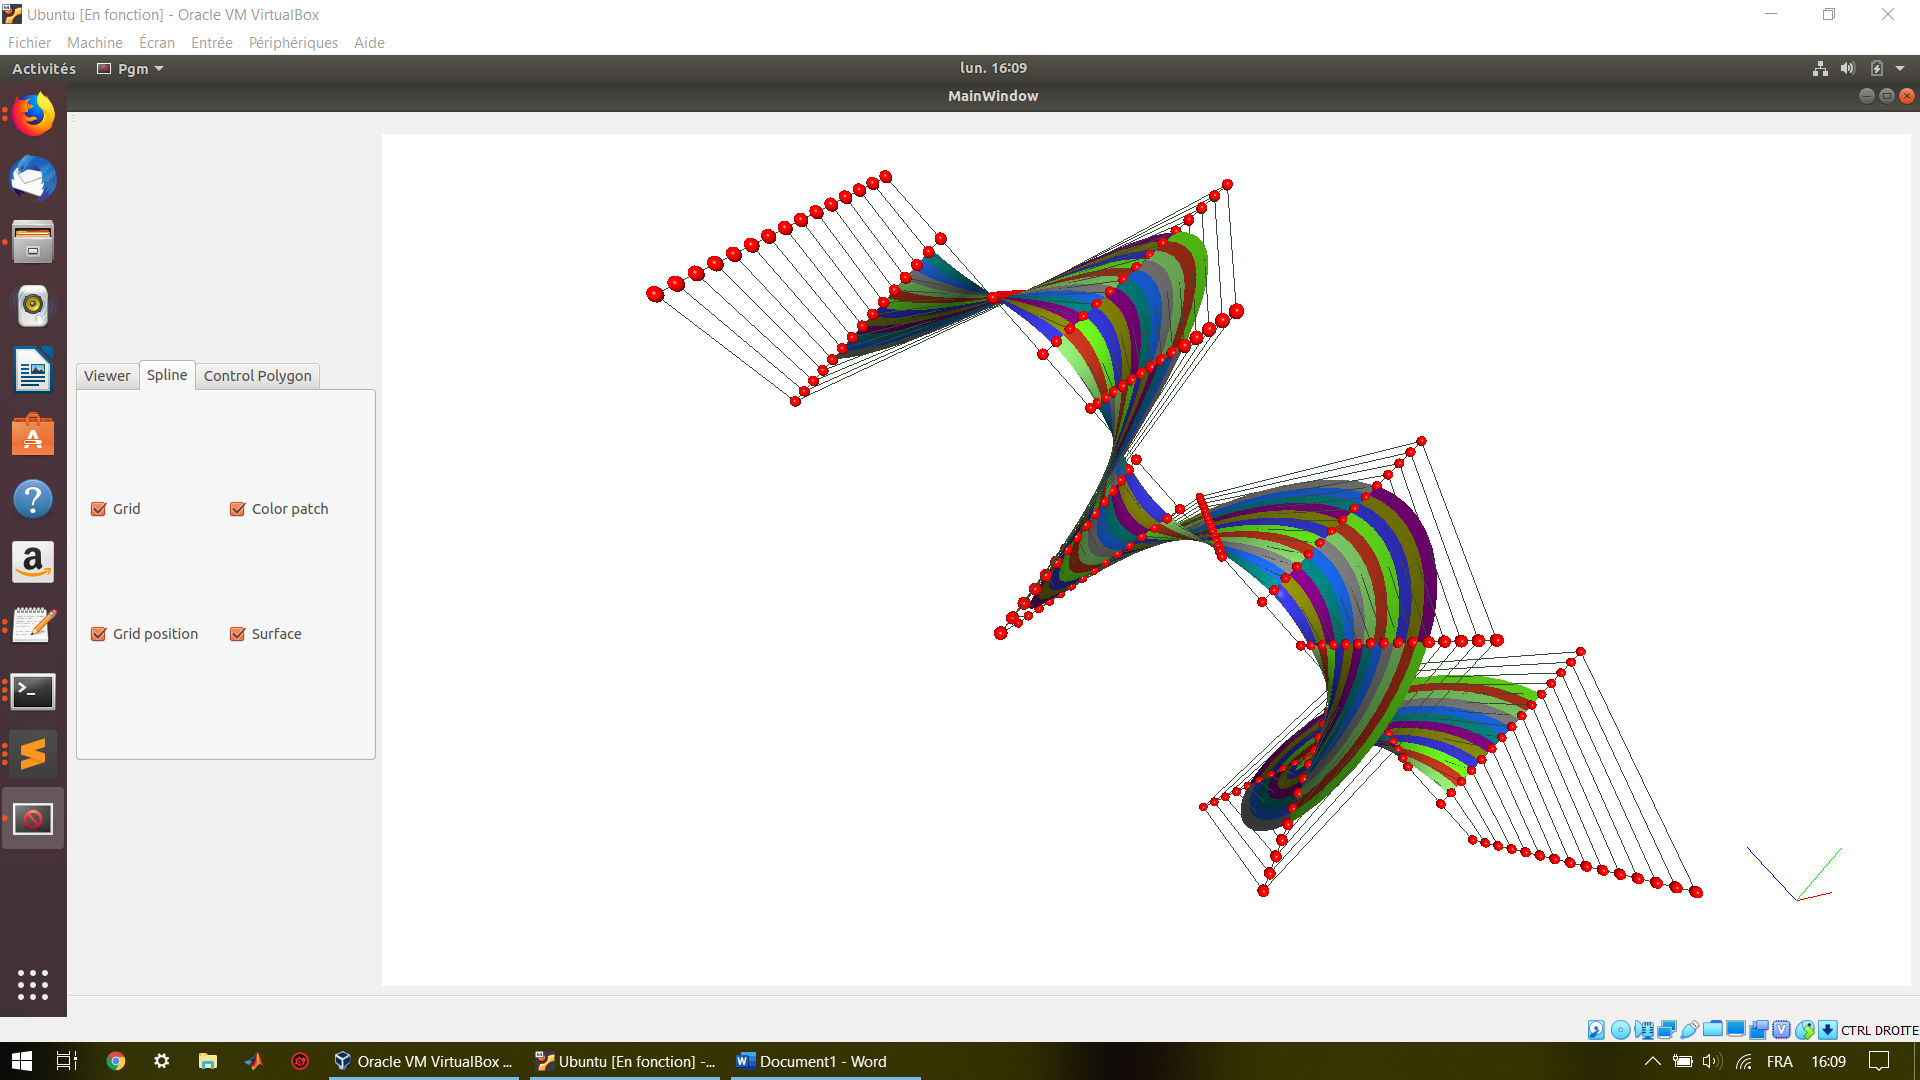 Ubuntu [En fonction] - Oracle VM VirtualBox
Fichier Machine Écran Entrée Périphériques Aide
Activités Pgm lun. 16:09
MainWindow
Viewer Spline Control Polygon
Grid Color patch
Grid position Surface
CTRL DROITE
Oracle VM VirtualBox ... Ubuntu [En fonction] -... Document1 - Word FRA 16:09